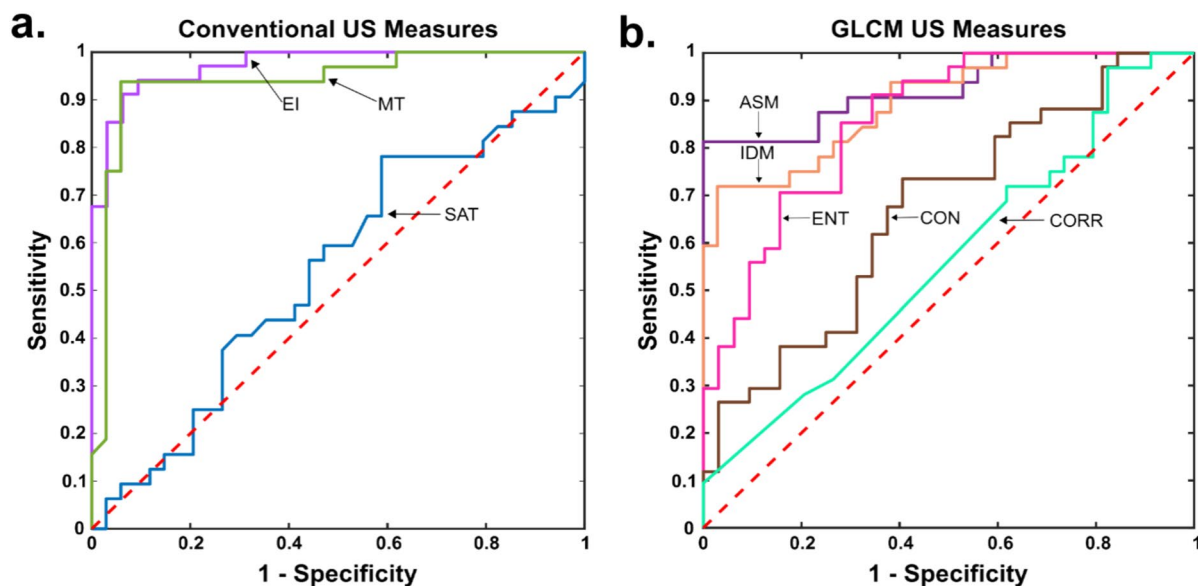 a.
Conventional US Measures
1
0.9
0.8
0.7
0.6
0.5
0.4
0.3
0.2
0.1
0
EI
MT
SAT
Sensitivity
0 0.2 0.4 0.6 0.8 1
1 - Specificity
b.
GLCM US Measures
1
0.9
0.8
0.7
0.6
0.5
0.4
0.3
0.2
0.1
0
ASM
IDM
ENT
CON
CORR
Sensitivity
0 0.2 0.4 0.6 0.8 1
1 - Specificity